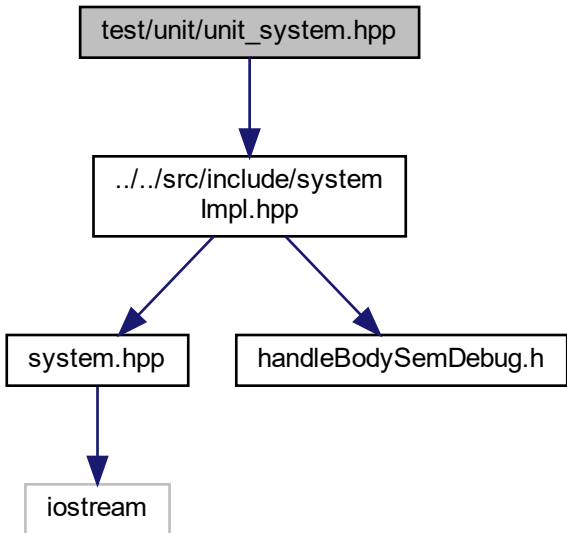 test/unit/unit_system.hpp
../../src/include/system
Impl.hpp
system.hpp
handleBodySemDebug.h
iostream